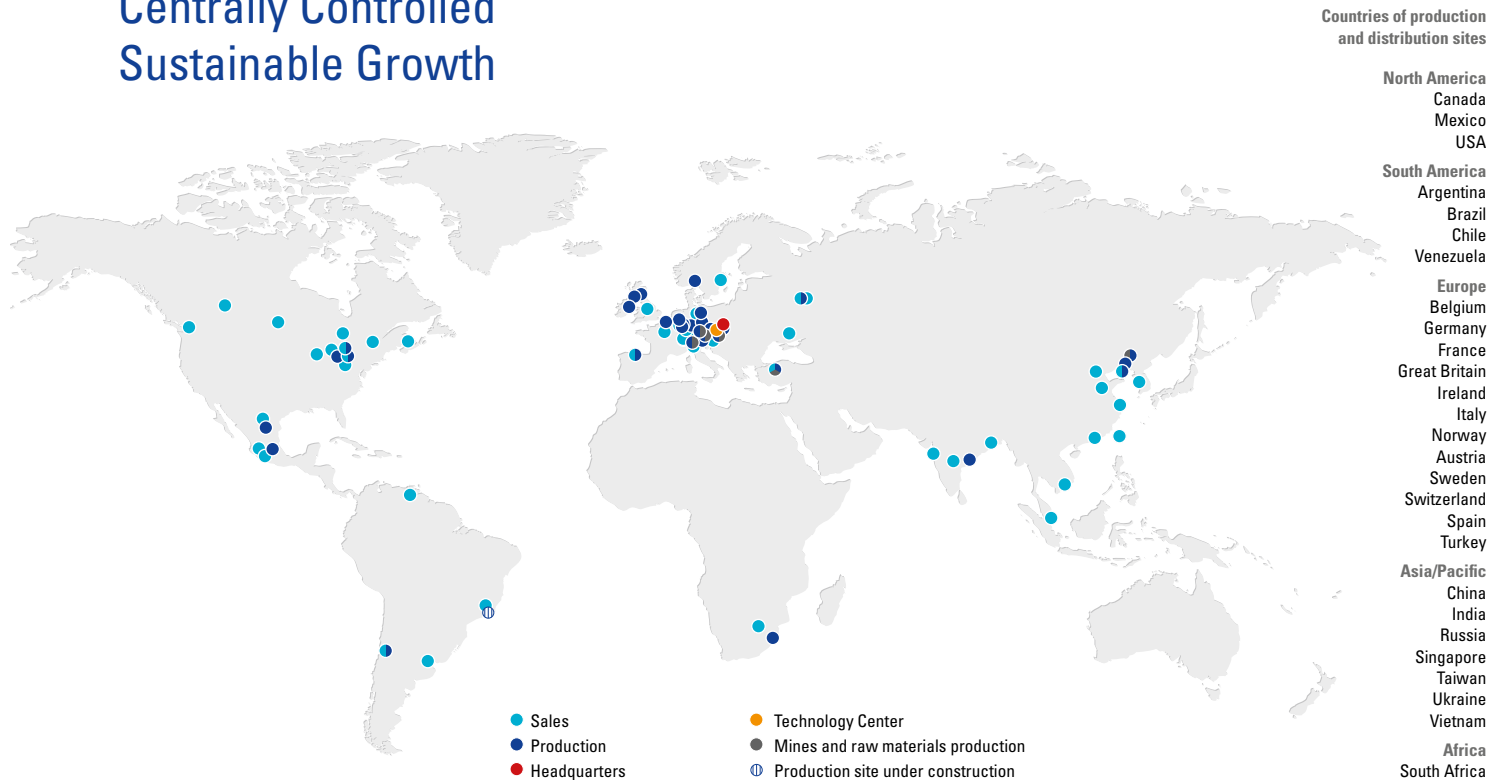 Centrally Controlled
Sustainable Growth
Countries of production
and distribution sites
North America
Canada
Mexico
USA
South America
Argentina
Brazil
Chile
Venezuela
Europe
Belgium
Germany
France
Great Britain
Ireland
Italy
Norway
Austria
Sweden
Switzerland
Spain
Turkey
Asia/Pacific
China
India
Russia
Singapore
Taiwan
Ukraine
Vietnam
Africa
South Africa
Sales
Production
Headquarters
Technology Center
Mines and raw materials production
Production site under construction